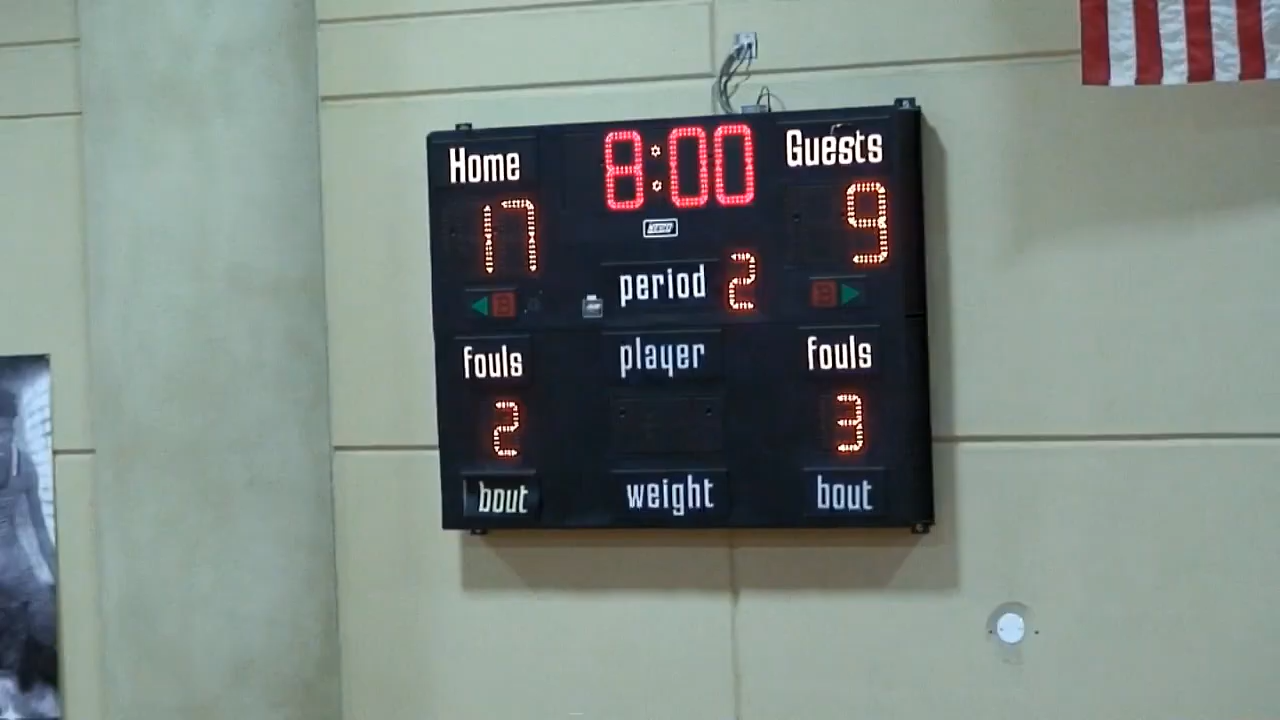 Home 8:00 Guests
17 9
period 2
B B
fouls player fouls
2 3
bout weight bout